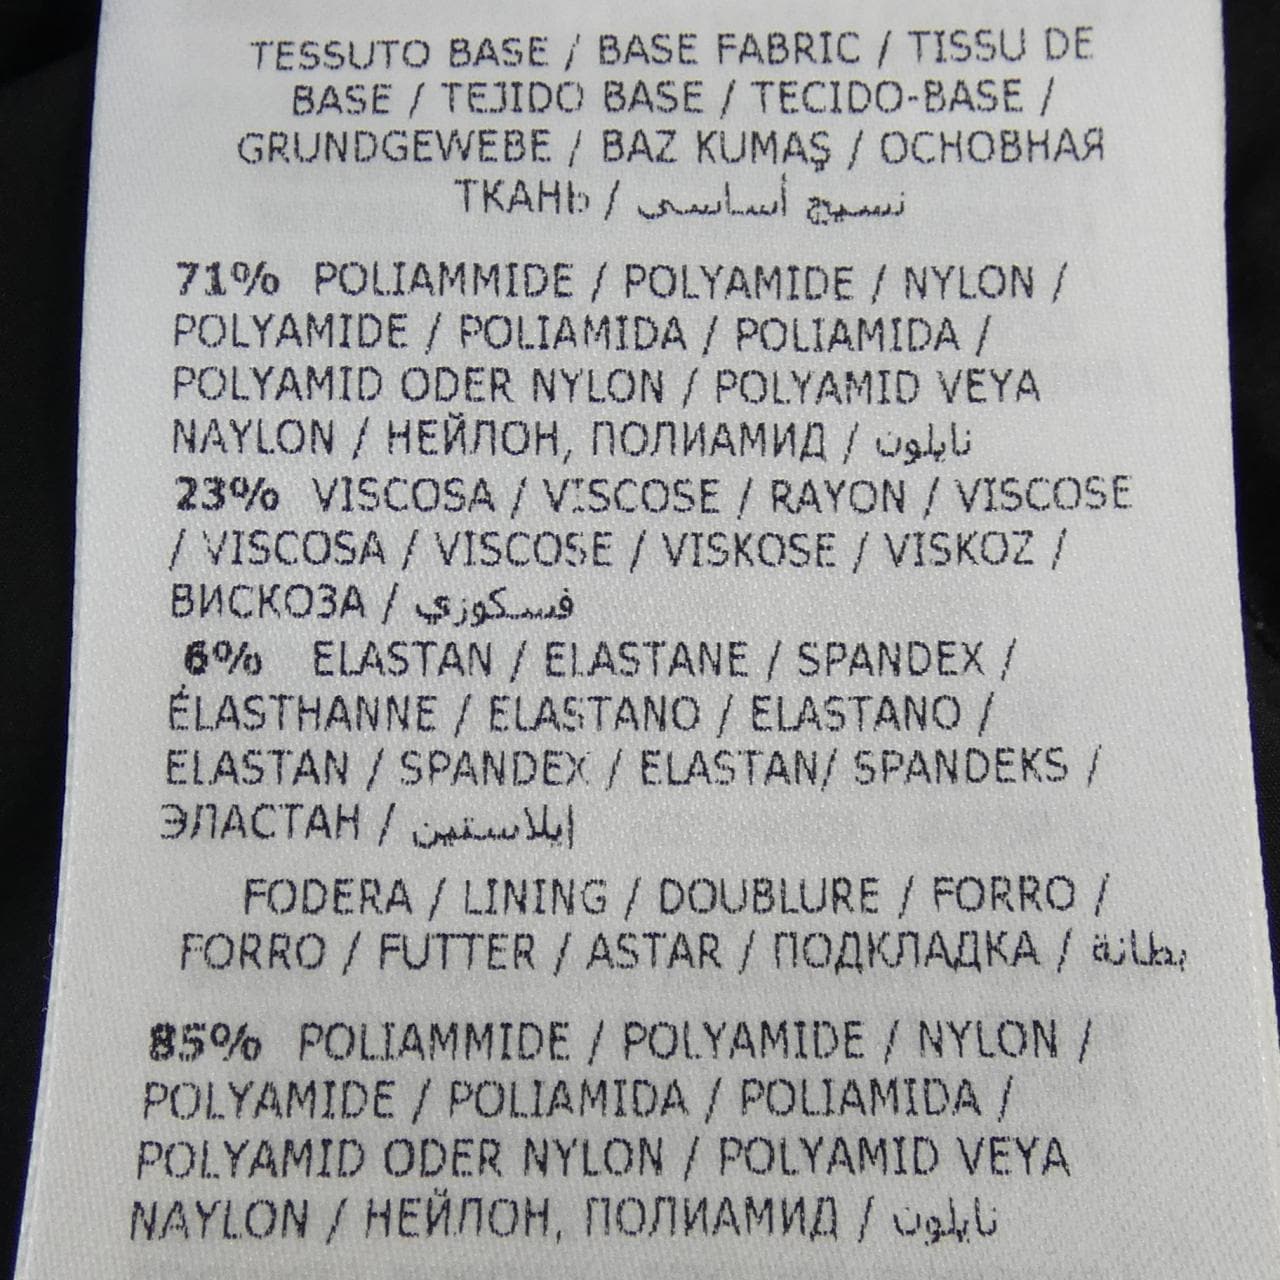 TESSUTO BASE / BASE FABRIC / TISSU DE
BASE / TEJIDO BASE / TECIDO-BASE /
GRUNDGEWEBE / BAZ KUMAŞ / ОСНОВНАЯ
ТКАНЬ / نسيج أساسى
71% POLIAMMIDE / POLYAMIDE / NYLON /
POLYAMIDE / POLIAMIDA / POLIAMIDA /
POLYAMID ODER NYLON / POLYAMID VEYA
NAYLON / НЕЙЛОН, ПОЛИАМИД / نايلون
23% VISCOSA / VISCOSE / RAYON / VISCOSE
/ VISCOSA / VISCOSE / VISKOSE / VISKOZ /
ВИСКОЗА / فسكوزي
6% ELASTAN / ELASTANE / SPANDEX /
ÉLASTHANNE / ELASTANO / ELASTANO /
ELASTAN / SPANDEX / ELASTAN/ SPANDEKS /
ЭЛАСТАН / إيلاستين
FODERA / LINING / DOUBLURE / FORRO /
FORRO / FUTTER / ASTAR / ПОДКЛАДКА / بطانة
85% POLIAMMIDE / POLYAMIDE / NYLON /
POLYAMIDE / POLIAMIDA / POLIAMIDA /
POLYAMID ODER NYLON / POLYAMID VEYA
NAYLON / НЕЙЛОН, ПОЛИАМИД / نايلون